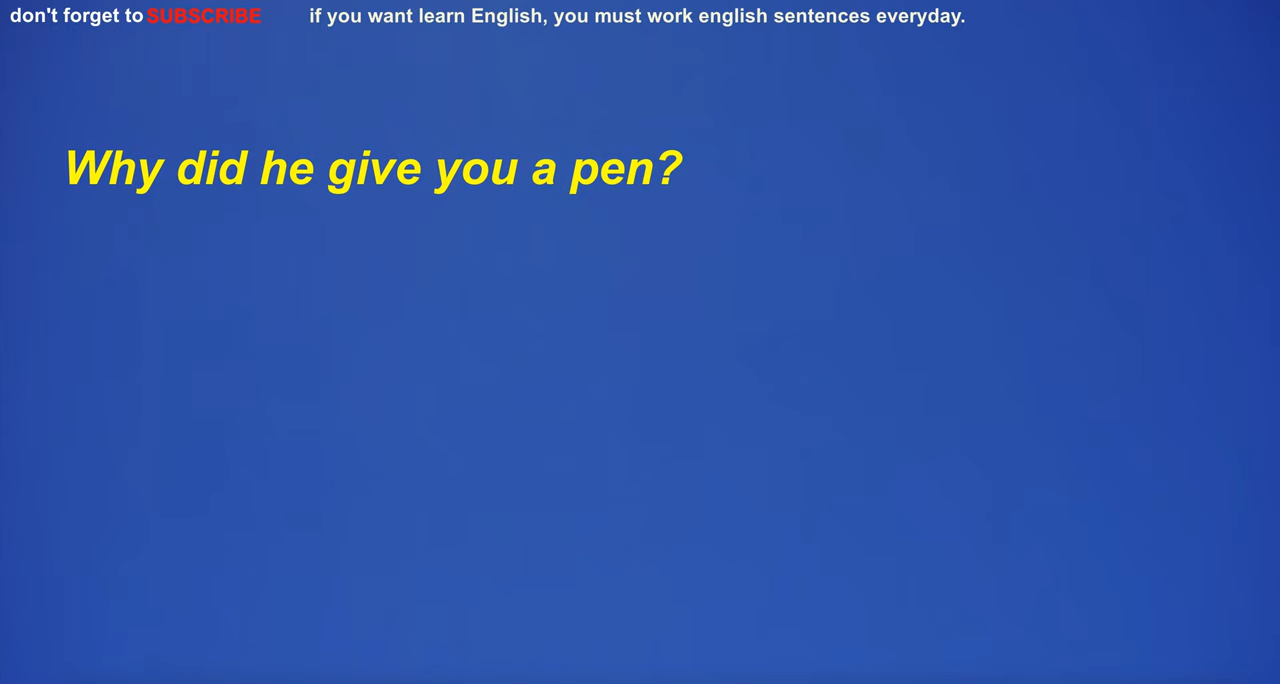 don't forget to SUBSCRIBE if you want learn English, you must work english sentences everyday.
Why did he give you a pen?